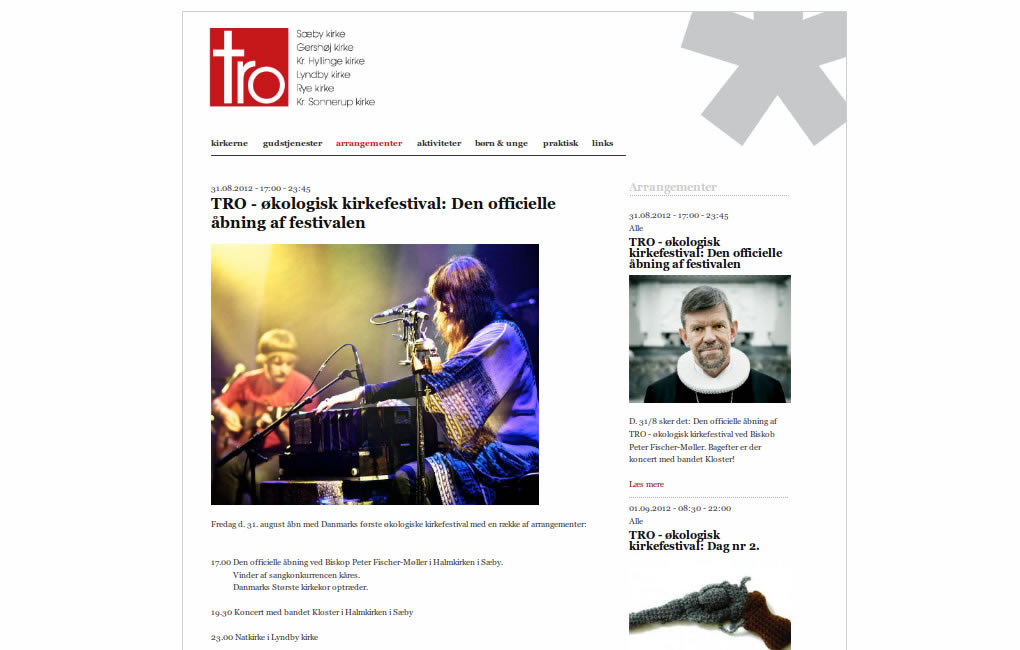 tro
Sæby kirke
Gershøj kirke
Kr. Hyllinge kirke
Lyndby kirke
Rye kirke
Kr. Sonnerup kirke
kirkerne gudstjenester arrangementer aktiviteter børn & unge praktisk links
31.08.2012 - 17:00 - 23:45
TRO - økologisk kirkefestival: Den officielle
åbning af festivalen
Fredag d. 31. august åbn med Danmarks første økologiske kirkefestival med en række af arrangementer:
17.00 Den officielle åbning ved Biskop Peter Fischer-Møller i Halmkirken i Sæby.
Vinder af sangkonkurrencen kåres.
Danmarks Største kirkekor optræder.
19.30 Koncert med bandet Kloster i Halmkirken i Sæby
23.00 Natkirke i Lyndby kirke
Arrangementer
31.08.2012 - 17:00 - 23:45
Alle
TRO - økologisk
kirkefestival: Den officielle
åbning af festivalen
D. 31/8 sker det: Den officielle åbning af
TRO - økologisk kirkefestival ved Biskop
Peter Fischer-Møller. Bagefter er der
koncert med bandet Kloster!
Læs mere
01.09.2012 - 08:30 - 22:00
Alle
TRO - økologisk
kirkefestival: Dag nr 2.